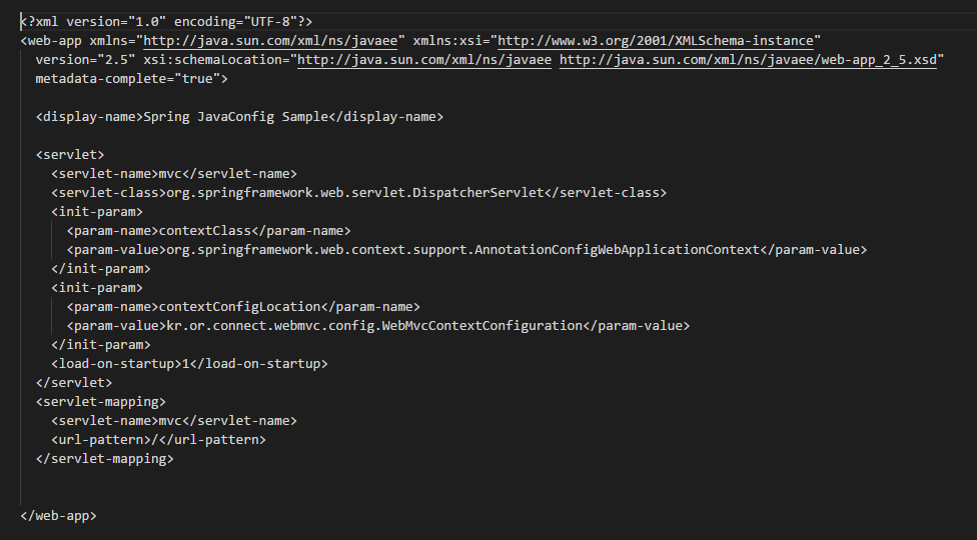 <?xml version="1.0" encoding="UTF-8"?>
<web-app xmlns="http://java.sun.com/xml/ns/javaee" xmlns:xsi="http://www.w3.org/2001/XMLSchema-instance"
version="2.5" xsi:schemaLocation="http://java.sun.com/xml/ns/javaee http://java.sun.com/xml/ns/javaee/web-app_2_5.xsd"
metadata-complete="true">
<display-name>Spring JavaConfig Sample</display-name>
<servlet>
<servlet-name>mvc</servlet-name>
<servlet-class>org.springframework.web.servlet.DispatcherServlet</servlet-class>
<init-param>
<param-name>contextClass</param-name>
<param-value>org.springframework.web.context.support.AnnotationConfigWebApplicationContext</param-value>
</init-param>
<init-param>
<param-name>contextConfigLocation</param-name>
<param-value>kr.or.connect.webmvc.config.WebMvcContextConfiguration</param-value>
</init-param>
<load-on-startup>1</load-on-startup>
</servlet>
<servlet-mapping>
<servlet-name>mvc</servlet-name>
<url-pattern>/</url-pattern>
</servlet-mapping>
</web-app>